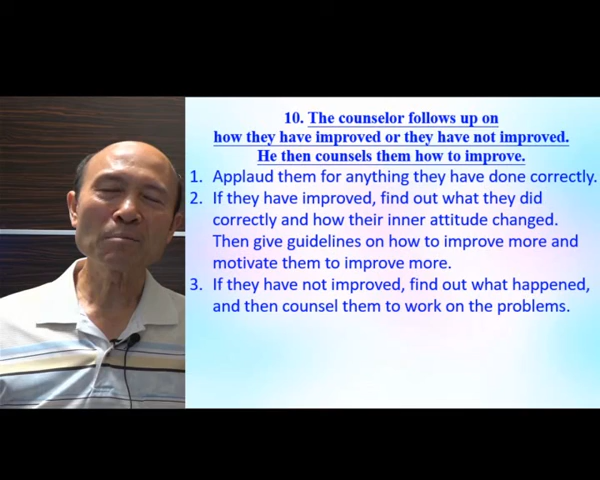 10. The counselor follows up on
how they have improved or they have not improved.
He then counsels them how to improve.
1. Applaud them for anything they have done correctly.
2. If they have improved, find out what they did
correctly and how their inner attitude changed.
Then give guidelines on how to improve more and
motivate them to improve more.
3. If they have not improved, find out what happened,
and then counsel them to work on the problems.